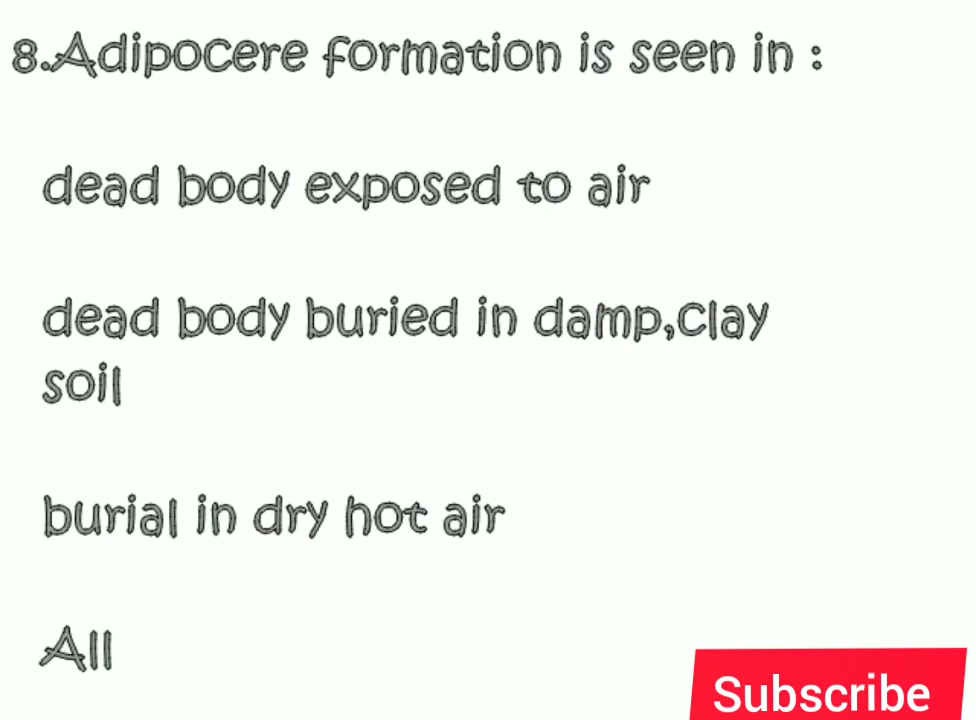 8.Adipocere formation is seen in :
dead body exposed to air
dead body buried in damp,clay
soil
burial in dry hot air
All
Subscribe